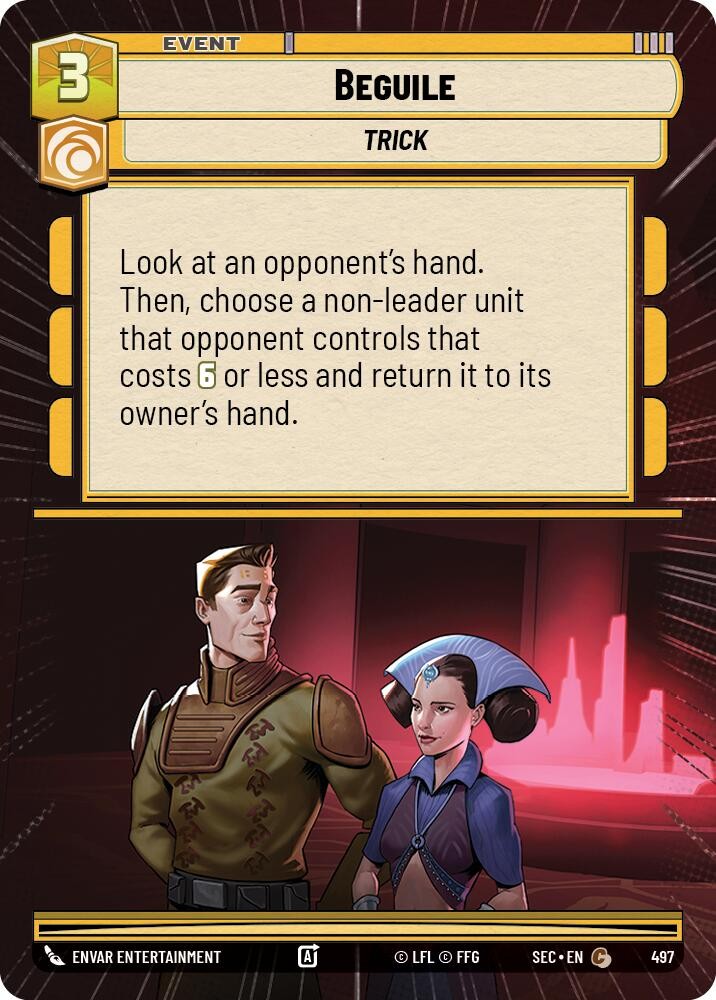 EVENT
3
BEGUILE
TRICK
Look at an opponent's hand.
Then, choose a non-leader unit
that opponent controls that
costs 6 or less and return it to its
owner's hand.
ENVAR ENTERTAINMENT
A
© LFL © FFG
SEC • EN
C
497